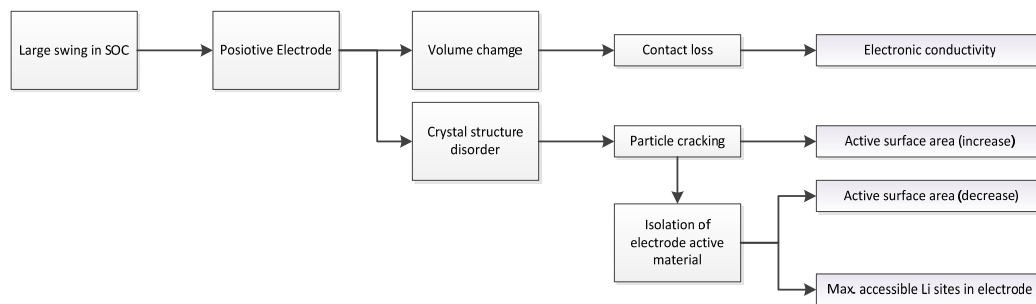 Large swing in SOC
Posiotive Electrode
Volume chamge
Contact loss
Electronic conductivity
Crystal structure
disorder
Particle cracking
Active surface area (increase)
Active surface area (decrease)
Isolation of
electrode active
material
Max. accessible Li sites in electrode